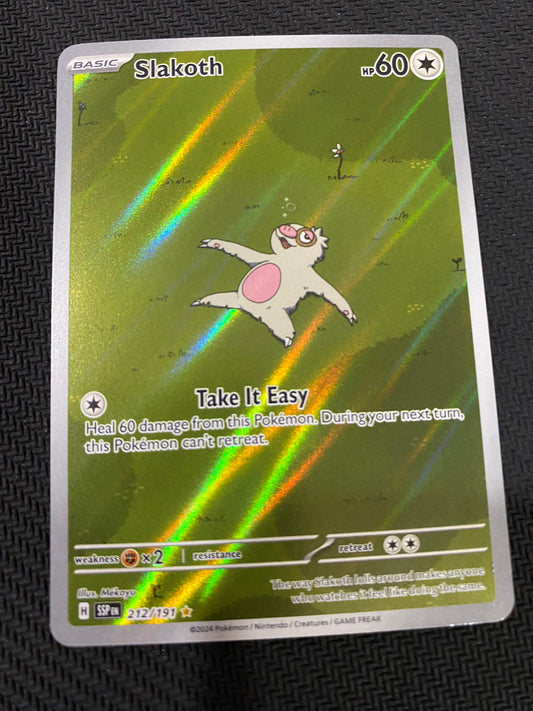 BASIC Slakoth HP 60
Take It Easy
Heal 60 damage from this Pokémon. During your next turn,
this Pokémon can't retreat.
weakness ×2 resistance retreat
Illus. Mekayu
The way Slakoth lolls around makes anyone
who watches it feel like doing the same.
H SSP EN 212/191
©2024 Pokémon / Nintendo / Creatures / GAME FREAK